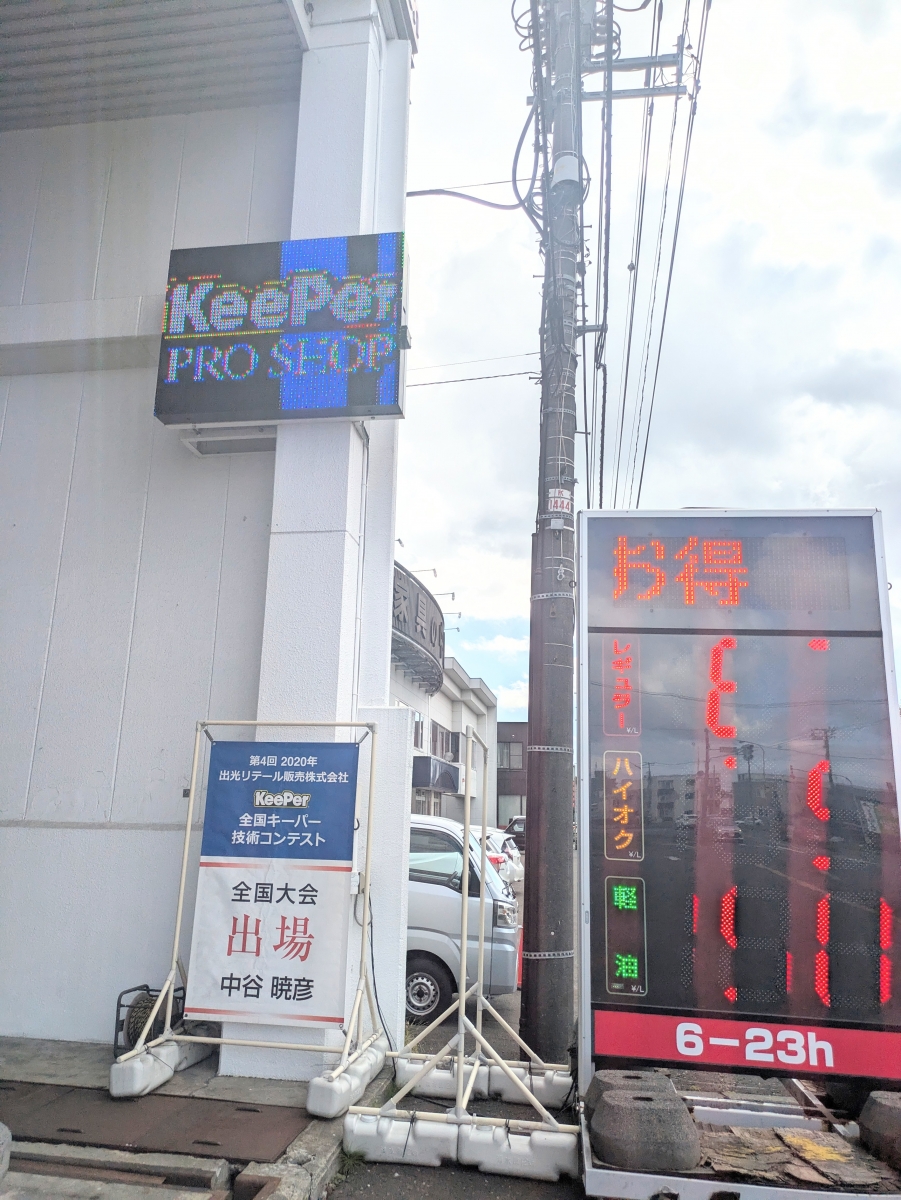 KeePer
PRO SHOP
お得
レギュラー
¥/L
ハイオク
¥/L
軽油
¥/L
6-23h
第4回 2020年
出光リテール販売株式会社
KeePer
全国キーパー
技術コンテスト
全国大会
出場
中谷 暁彦
家具の